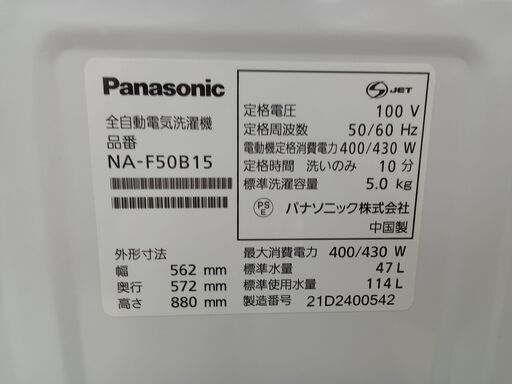 Panasonic
全自動電気洗濯機
品番
NA-F50B15
外形寸法
幅 562 mm
奥行 572 mm
高さ 880 mm
S JET
定格電圧 100 V
定格周波数 50/60 Hz
電動機定格消費電力 400/430 W
定格時間 洗いのみ 10 分
標準洗濯容量 5.0 kg
PS E パナソニック株式会社
中国製
最大消費電力 400/430 W
標準水量 47 L
標準使用水量 114 L
製造番号 21D2400542